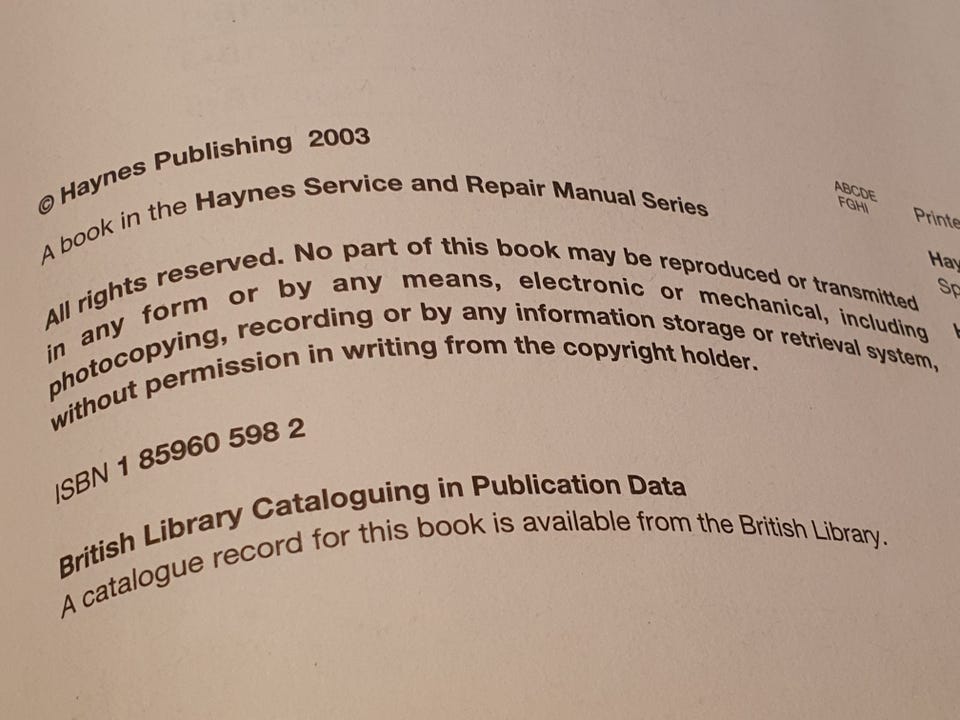 © Haynes Publishing 2003
A book in the Haynes Service and Repair Manual Series
All rights reserved. No part of this book may be reproduced or transmitted
in any form or by any means, electronic or mechanical, including
photocopying, recording or by any information storage or retrieval system,
without permission in writing from the copyright holder.
ISBN 1 85960 598 2
British Library Cataloguing in Publication Data
A catalogue record for this book is available from the British Library.
ABCDE
FGHI